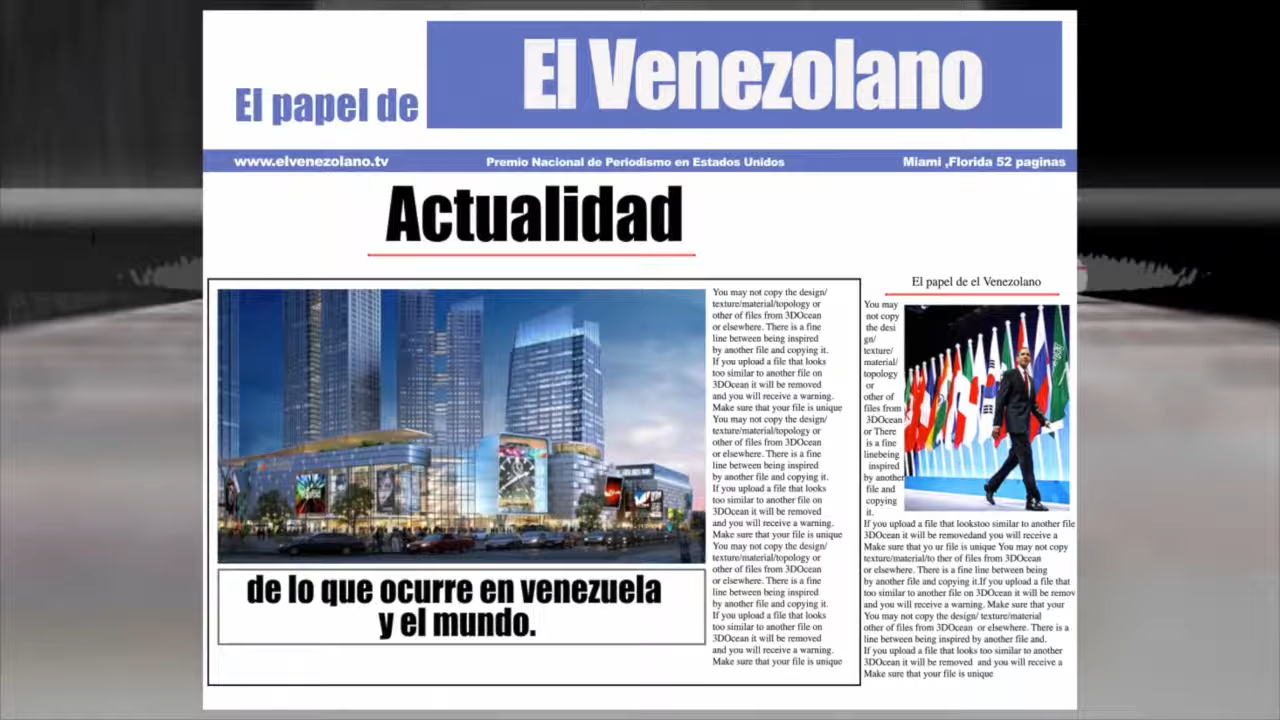 El papel de
El Venezolano
www.elvenezolano.tv
Premio Nacional de Periodismo en Estados Unidos
Miami ,Florida 52 paginas
Actualidad
de lo que ocurre en venezuela
y el mundo.
You may not copy the design/
texture/material/topology or
other of files from 3DOcean
or elsewhere. There is a fine
line between being inspired
by another file and copying it.
If you upload a file that looks
too similar to another file on
3DOcean it will be removed
and you will receive a warning.
Make sure that your file is unique
You may not copy the design/
texture/material/topology or
other of files from 3DOcean
or elsewhere. There is a fine
line between being inspired
by another file and copying it.
If you upload a file that looks
too similar to another file on
3DOcean it will be removed
and you will receive a warning.
Make sure that your file is unique
You may not copy the design/
texture/material/topology or
other of files from 3DOcean
or elsewhere. There is a fine
line between being inspired
by another file and copying it.
If you upload a file that looks
too similar to another file on
3DOcean it will be removed
and you will receive a warning.
Make sure that your file is unique
El papel de el Venezolano
You may
not copy
the desi
gn/
texture/
material/
topology
or
other of
files from
3DOcean
or There
is a fine
linebeing
inspired
by another
file and
copying
it.
If you upload a file that lookstoo similar to another file
3DOcean it will be removedand you will receive a
Make sure that yo ur file is unique You may not copy
texture/material/to ther of files from 3DOcean
or elsewhere. There is a fine line between being
by another file and copying it.If you upload a file that
too similar to another file on 3DOcean it will be remov
and you will receive a warning. Make sure that your
You may not copy the design/ texture/material
other of files from 3DOcean or elsewhere. There is a
line between being inspired by another file and.
If you upload a file that looks too similar to another
3DOcean it will be removed and you will receive a
Make sure that your file is unique